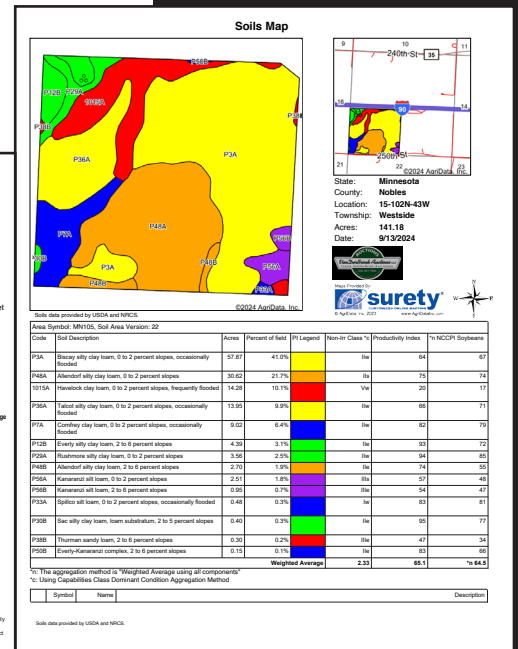 Soils Map
P50B
P12B
P29A
1015A
P38B
P38B
P3A
P36A
P7A
P48A
P30B
P3A
P48B
P48B
P56B
P56A
P33A
©2024 AgriData, Inc.
Soils data provided by USDA and NRCS.
9 10 11
240th St 35
16 90 14
250th St
21 22 23
©2024 AgriData, Inc.
State: Minnesota
County: Nobles
Location: 15-102N-43W
Township: Westside
Acres: 141.18
Date: 9/13/2024
Maps Provided By
surety®
© AgriData, Inc. 2023 www.AgriDataInc.com
N
W E
S
Area Symbol: MN105, Soil Area Version: 22
Code Soil Description Acres Percent of field PI Legend Non-Irr Class *c Productivity Index *n NCCPI Soybeans
P3A Biscay silty clay loam, 0 to 2 percent slopes, occasionally flooded 57.87 41.0% IIw 64 67
P48A Allendorf silty clay loam, 0 to 2 percent slopes 30.62 21.7% IIs 75 74
1015A Havelock clay loam, 0 to 2 percent slopes, frequently flooded 14.28 10.1% Vw 20 17
P36A Talcot silty clay loam, 0 to 2 percent slopes, occasionally flooded 13.95 9.9% IIw 66 71
P7A Comfrey clay loam, 0 to 2 percent slopes, occasionally flooded 9.02 6.4% IIw 82 79
P12B Everly silty clay loam, 2 to 6 percent slopes 4.39 3.1% IIe 93 72
P29A Rushmore silty clay loam, 0 to 2 percent slopes 3.56 2.5% IIw 94 85
P48B Allendorf silty clay loam, 2 to 6 percent slopes 2.70 1.9% IIe 74 55
P56A Kanaranzi silt loam, 0 to 2 percent slopes 2.51 1.8% IIIs 57 48
P56B Kanaranzi silt loam, 2 to 6 percent slopes 0.95 0.7% IIIe 54 47
P33A Spillco silt loam, 0 to 2 percent slopes, occasionally flooded 0.48 0.3% Iw 83 81
P30B Sac silty clay loam, loam substratum, 2 to 5 percent slopes 0.40 0.3% IIe 95 77
P38B Thurman sandy loam, 2 to 6 percent slopes 0.30 0.2% IIIe 47 34
P50B Everly-Kanaranzi complex, 2 to 6 percent slopes 0.15 0.1% IIe 83 66
Weighted Average 2.33 65.1 *n 64.5
*n: The aggregation method is "Weighted Average using all components"
*c: Using Capabilities Class Dominant Condition Aggregation Method
Symbol Name Description
Soils data provided by USDA and NRCS.